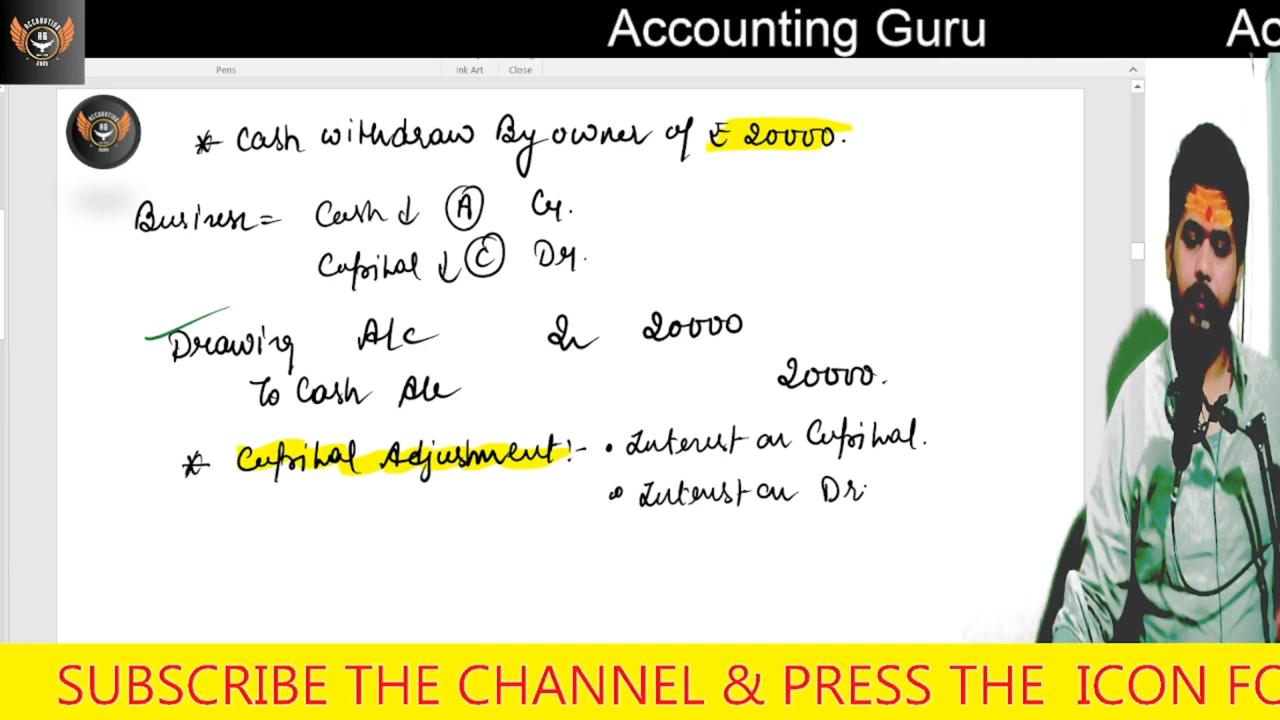 Accounting Guru
Ac
Pens
Ink Art
Close
* Cash withdraw By owner of ₹ 20000.
Business = Cash ↓ (A) Cr.
Capital ↓ (C) Dr.
Drawing A/c Dr 20000
To Cash A/c 20000.
* Capital Adjustment :- • Interest on Capital.
• Interest on Dr
SUBSCRIBE THE CHANNEL & PRESS THE ICON FO